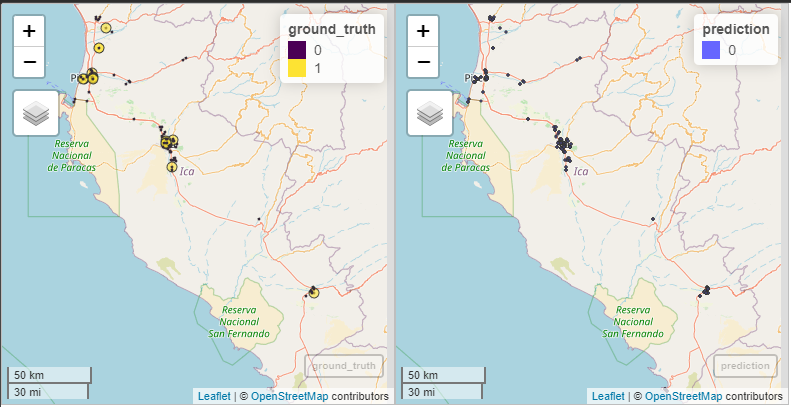 +
−
ground_truth
0
1
Reserva
Nacional
de Paracas
Ica
Reserva
Nacional
San Fernando
50 km
30 mi
ground_truth
Leaflet | © OpenStreetMap contributors
+
−
prediction
0
Reserva
Nacional
de Paracas
Ica
Reserva
Nacional
San Fernando
50 km
30 mi
prediction
Leaflet | © OpenStreetMap contributors